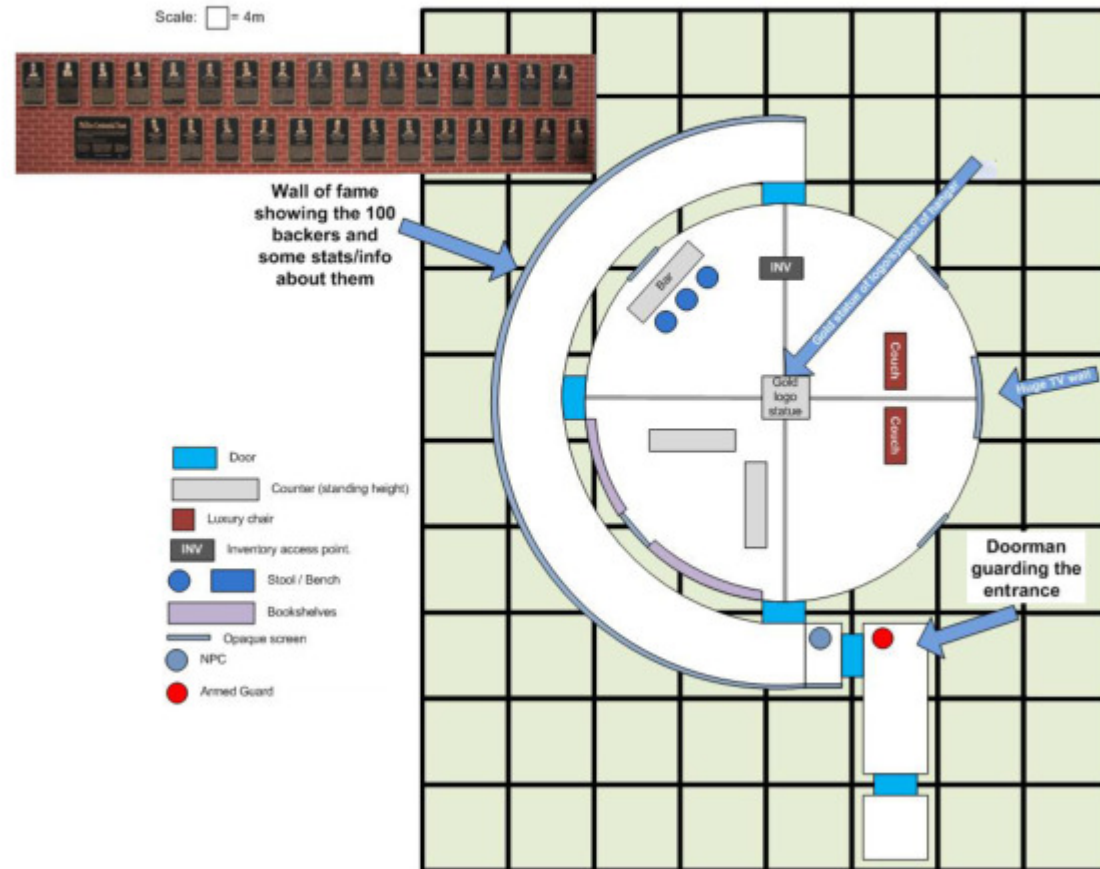 Scale: = 4m
Wall of fame
showing the 100
backers and
some stats/info
about them
Gold statue of logo/symbol of hangar
INV
Bar
Couch
Gold
logo
statue
Huge TV wall
Couch
Door
Counter (standing height)
Luxury chair
INV Inventory access point.
Stool / Bench
Bookshelves
Opaque screen
NPC
Armed Guard
Doorman
guarding the
entrance